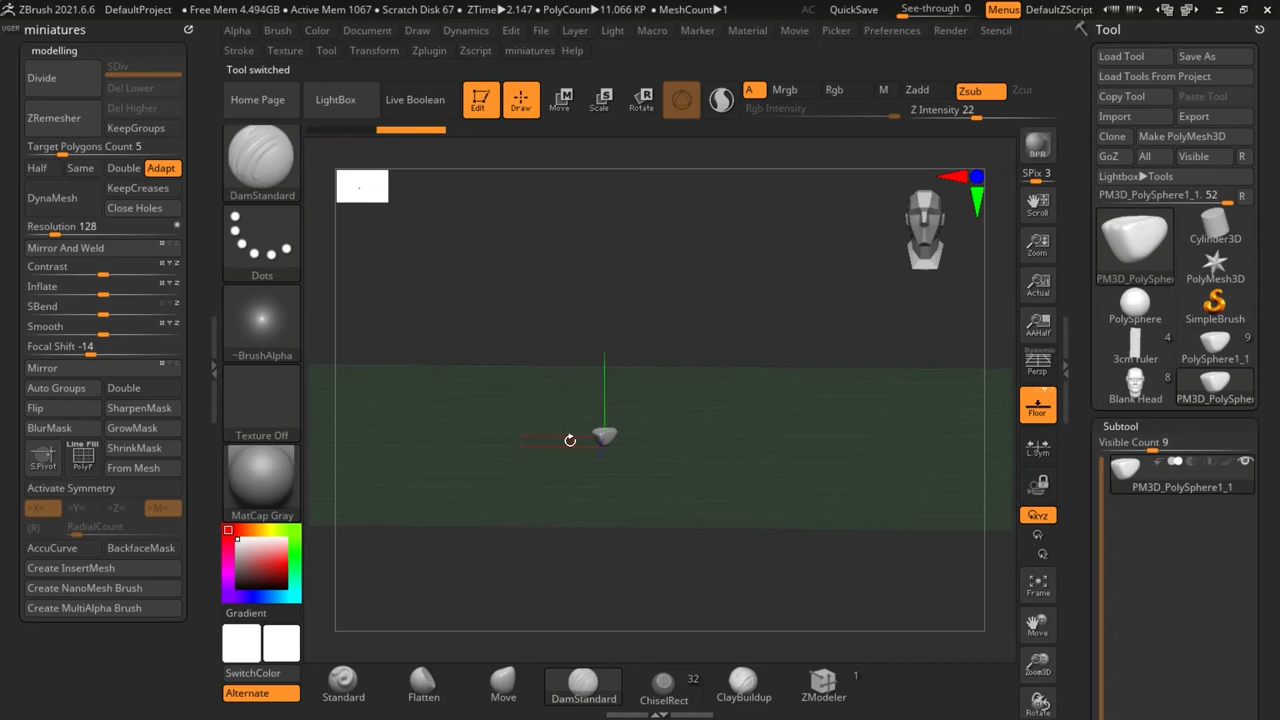 ZBrush 2021.6.6 DefaultProject • Free Mem 4.494GB • Active Mem 1067 • Scratch Disk 67 • ZTime▶2.147 • PolyCount▶11.066 KP • MeshCount▶1 AC QuickSave See-through 0 Menus DefaultZScript
USER miniatures
Alpha Brush Color Document Draw Dynamics Edit File Layer Light Macro Marker Material Movie Picker Preferences Render Stencil
Stroke Texture Tool Transform Zplugin Zscript miniatures Help
Tool switched
modelling
Divide
SDiv
Del Lower
Del Higher
ZRemesher
KeepGroups
Target Polygons Count 5
Half Same Double Adapt
DynaMesh
KeepCreases
Close Holes
Resolution 128
Mirror And Weld
Contrast
Inflate
SBend
Smooth
Focal Shift -14
Mirror
Auto Groups Double
Flip SharpenMask
BlurMask GrowMask
S.Pivot
Line Fill
PolyF
ShrinkMask
From Mesh
Activate Symmetry
>X< >Y< >Z< >M<
(R) RadialCount
AccuCurve BackfaceMask
Create InsertMesh
Create NanoMesh Brush
Create MultiAlpha Brush
Home Page LightBox Live Boolean
Edit Draw Move Scale Rotate
A Mrgb Rgb M Zadd Zsub Zcut
Rgb Intensity Z Intensity 22
DamStandard
Dots
~BrushAlpha
Texture Off
MatCap Gray
Gradient
SwitchColor
Alternate
Standard
Flatten
Move
DamStandard
32
ChiselRect
ClayBuildup
1
ZModeler
BPR
SPix 3
Scroll
Zoom
Actual
AAHalf
Dynamic
Persp
Floor
L.Sym
XYZ
Frame
Move
Zoom3D
Rotate
Tool
Load Tool Save As
Load Tools From Project
Copy Tool Paste Tool
Import Export
Clone Make PolyMesh3D
GoZ All Visible R
Lightbox▶Tools
PM3D_PolySphere1_1. 52 R
PM3D_PolySphe
Cylinder3D
PolyMesh3D
PolySphere
SimpleBrush
4
3cm ruler
9
PolySphere1_1
8
Blank Head
PM3D_PolySphe
Subtool
Visible Count 9
PM3D_PolySphere1_1